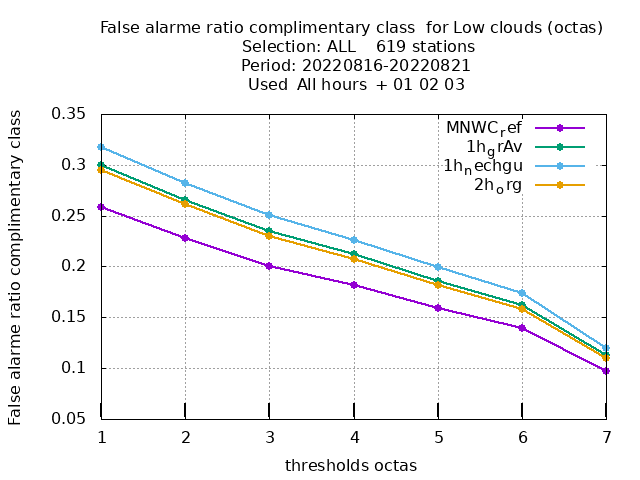 False alarme ratio complimentary class  for Low clouds (octas)
Selection: ALL    619 stations
Period: 20220816-20220821
Used  All hours  + 01 02 03
False alarme ratio complimentary class
0.35
0.3
0.25
0.2
0.15
0.1
0.05
MNWC_ref
1h_grAv
1h_nechgu
2h_org
1 2 3 4 5 6 7
thresholds octas